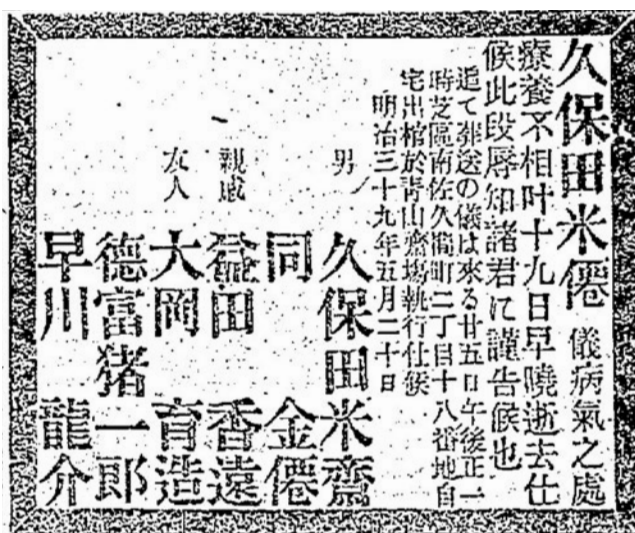 久保田米僊儀病氣之處
療養不相叶十九日早曉逝去仕
候此段辱知諸君に謹告候也
追て葬送の儀は來る廿五日午後正一
時芝區南佐久間町二丁目十八番地自
宅出棺於青山齋塲執行仕候
明治三十九年五月二十日
男 久保田米齋
同 金僊
親戚 益田香遠
友人 大岡育造
德富猪一郎
早川龍介